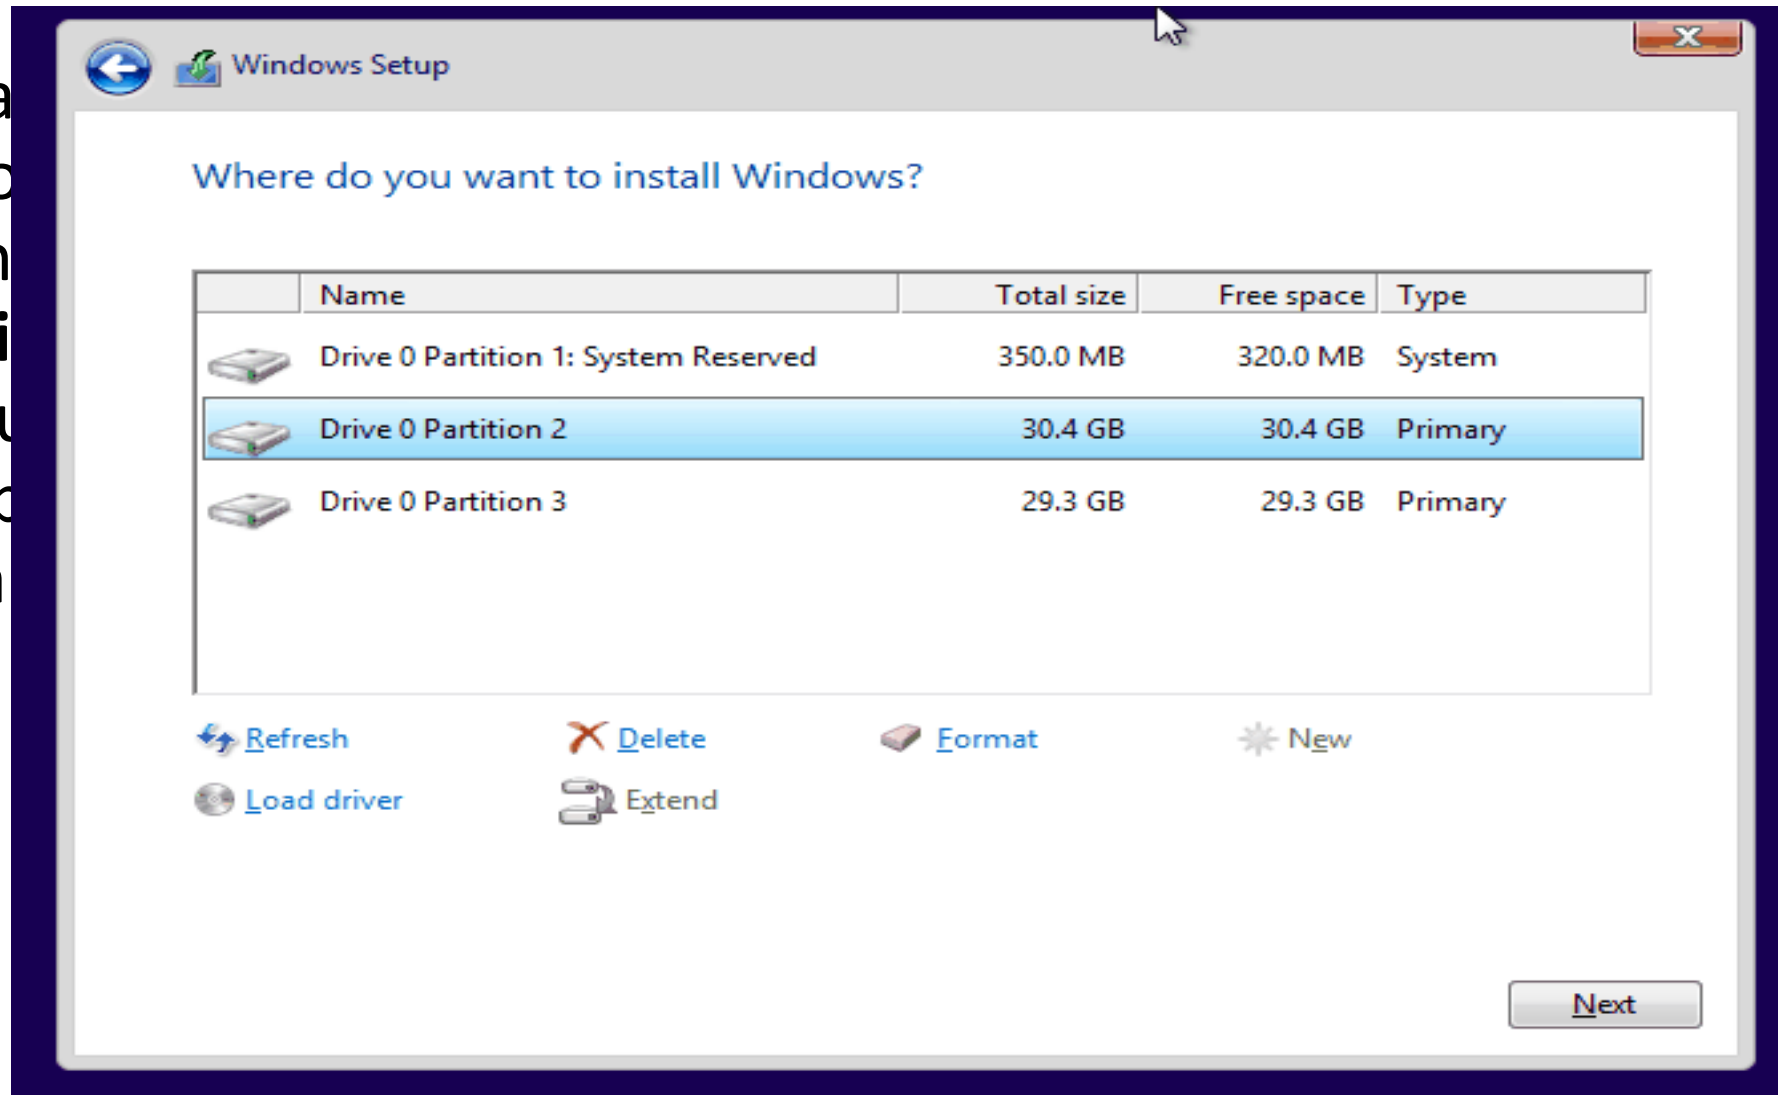 Windows Setup
Where do you want to install Windows?
Name Total size Free space Type
Drive 0 Partition 1: System Reserved 350.0 MB 320.0 MB System
Drive 0 Partition 2 30.4 GB 30.4 GB Primary
Drive 0 Partition 3 29.3 GB 29.3 GB Primary
Refresh Delete Format New
Load driver Extend
Next